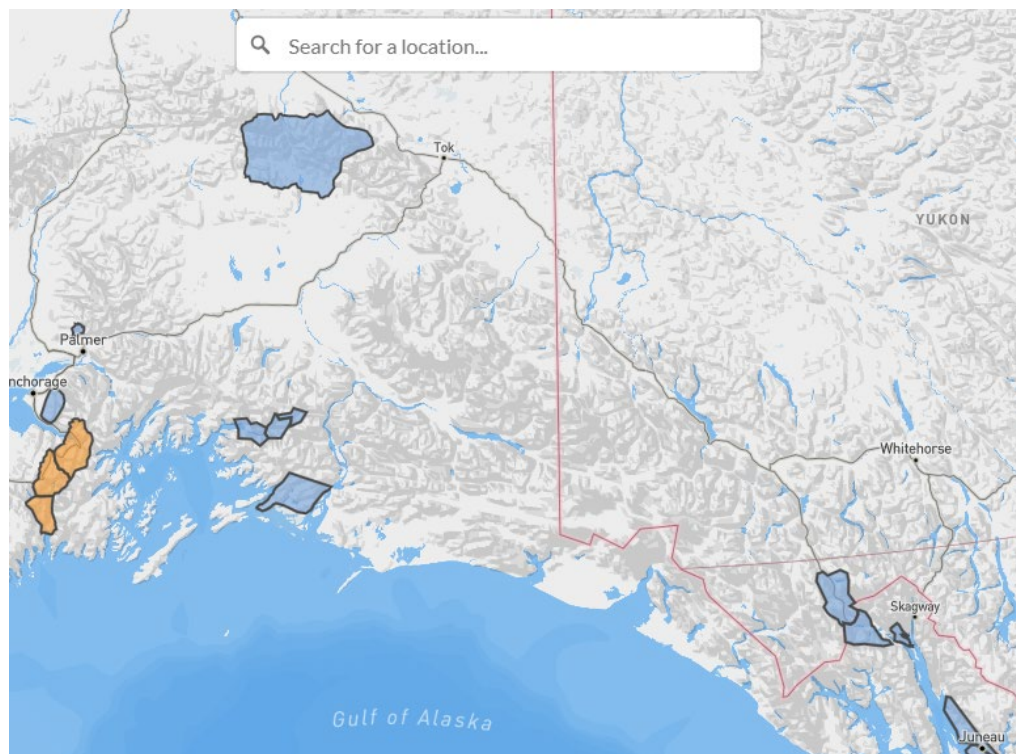 Search for a location...
Tok
YUKON
Palmer
nchorage
Whitehorse
Skagway
Gulf of Alaska
Juneau